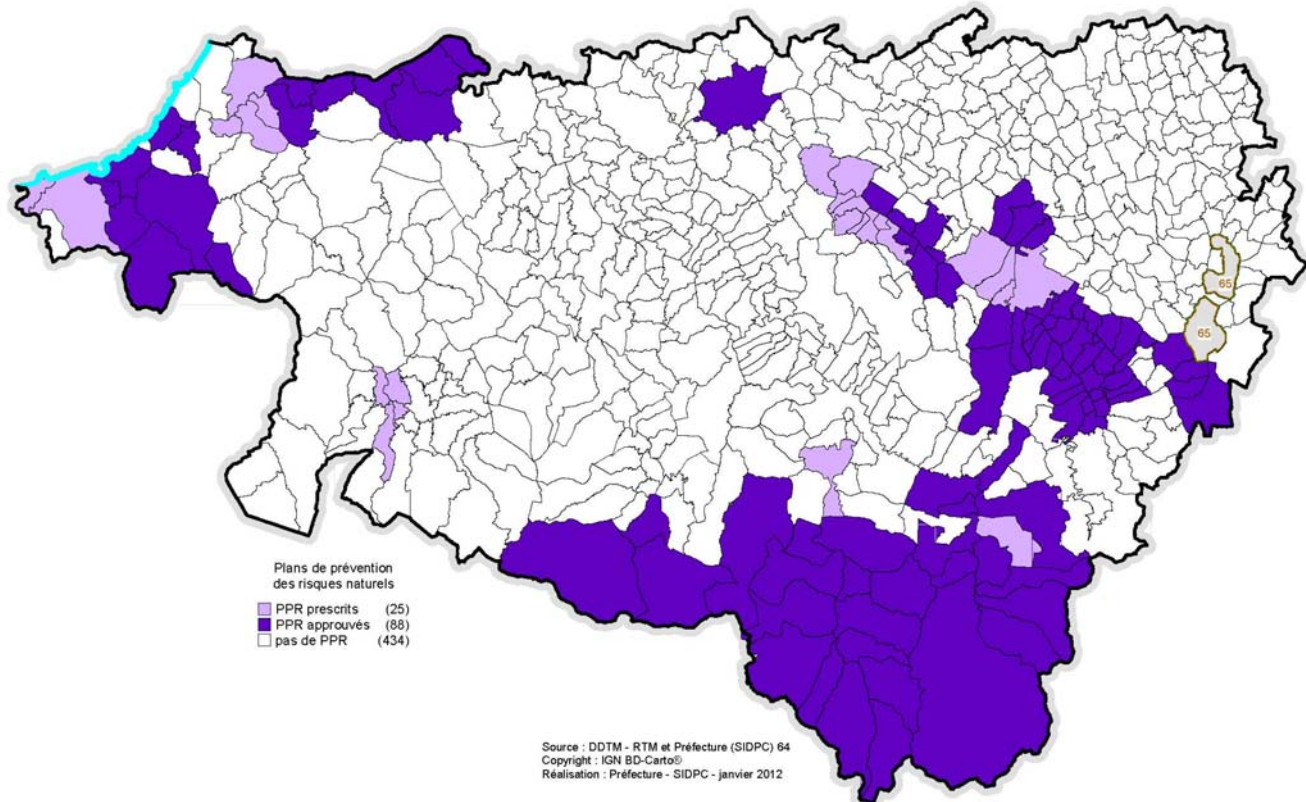 65
65
Plans de prévention
des risques naturels
PPR prescrits (25)
PPR approuvés (88)
pas de PPR (434)
Source : DDTM - RTM et Préfecture (SIDPC) 64
Copyright : IGN BD-Carto®
Réalisation : Préfecture - SIDPC - janvier 2012